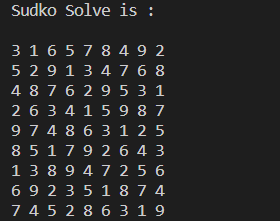 Sudko Solve is :
3 1 6 5 7 8 4 9 2
5 2 9 1 3 4 7 6 8
4 8 7 6 2 9 5 3 1
2 6 3 4 1 5 9 8 7
9 7 4 8 6 3 1 2 5
8 5 1 7 9 2 6 4 3
1 3 8 9 4 7 2 5 6
6 9 2 3 5 1 8 7 4
7 4 5 2 8 6 3 1 9